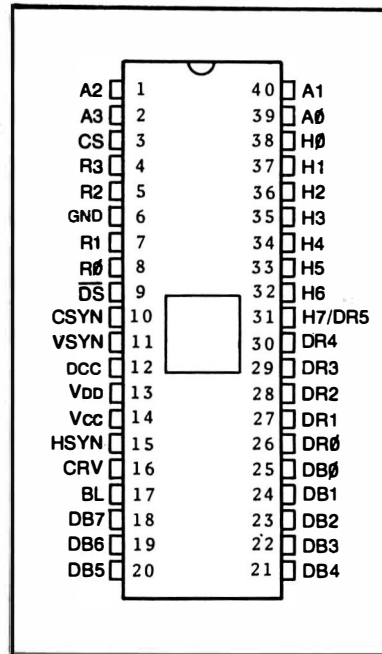 A2 1 40 A1
A3 2 39 AØ
CS 3 38 HØ
R3 4 37 H1
R2 5 36 H2
GND 6 35 H3
R1 7 34 H4
RØ 8 33 H5
DS 9 32 H6
CSYN 10 31 H7/DR5
VSYN 11 30 DR4
DCC 12 29 DR3
VDD 13 28 DR2
VCC 14 27 DR1
HSYN 15 26 DRØ
CRV 16 25 DBØ
BL 17 24 DB1
DB7 18 23 DB2
DB6 19 22 DB3
DB5 20 21 DB4